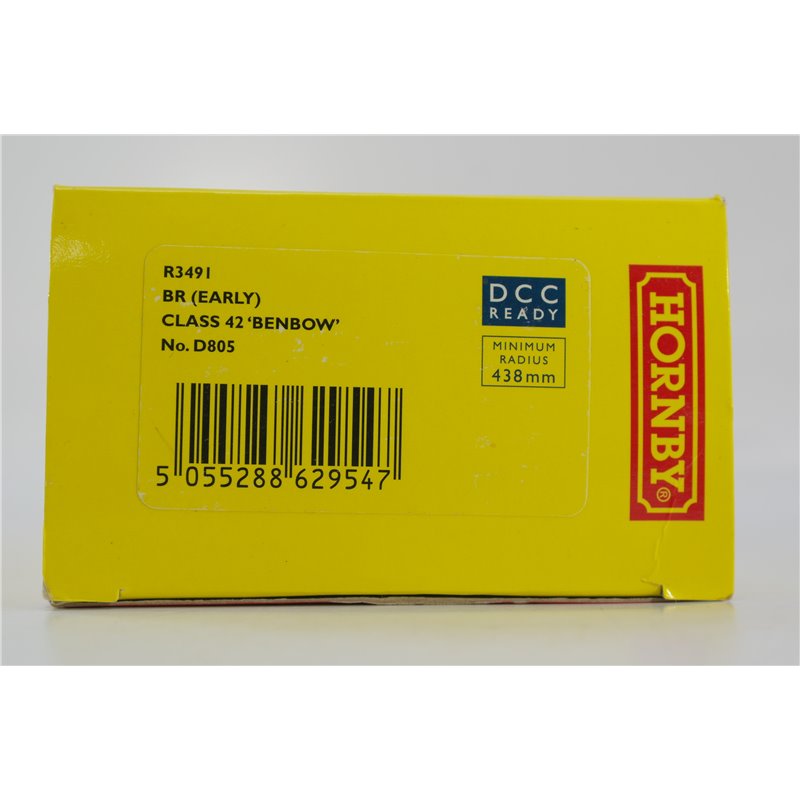 R3491
BR (EARLY)
CLASS 42 ‘BENBOW’
No. D805
5 055288 629547
DCC
READY
MINIMUM
RADIUS
438mm
HORNBY®